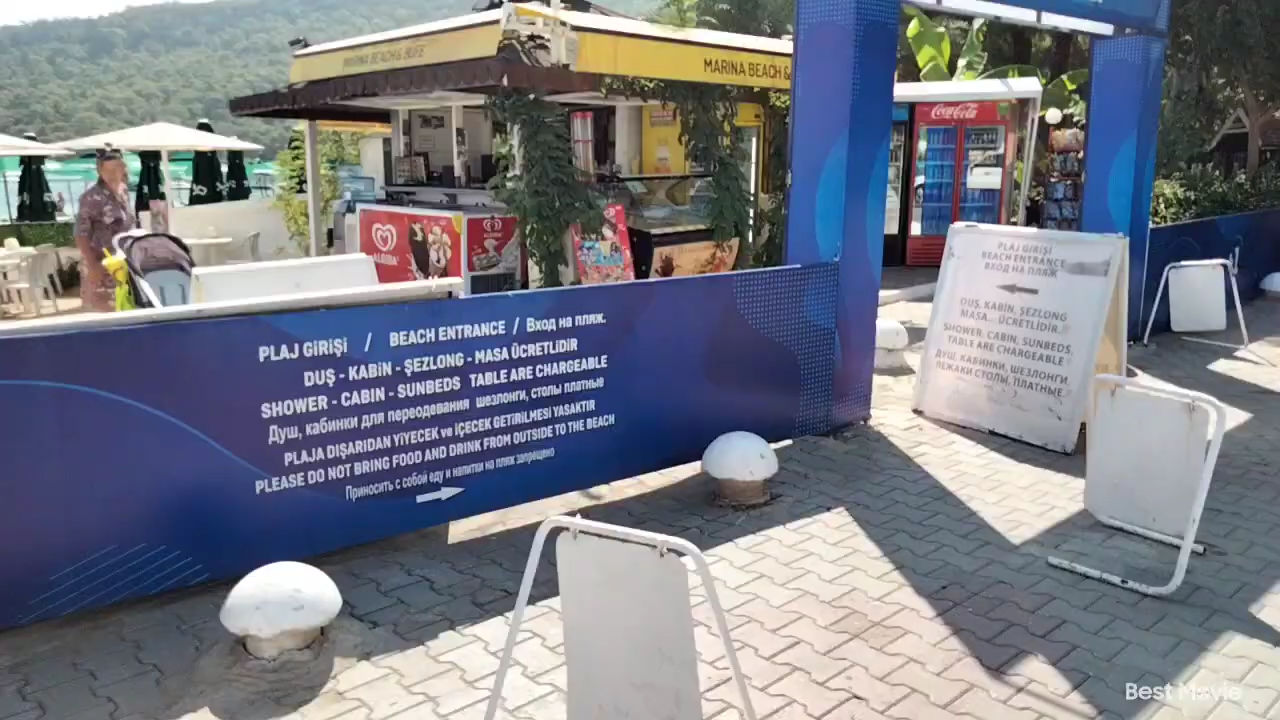 MARINA BEACH & BÜFE
MARINA BEACH &
Coca-Cola
ALGIDA
PLAJ GİRİŞİ / BEACH ENTRANCE / Вход на пляж.
DUŞ - KABİN - ŞEZLONG - MASA ÜCRETLİDİR
SHOWER - CABIN - SUNBEDS TABLE ARE CHARGEABLE
Душ, кабинки для переодевания шезлонги, столы платные
PLAJA DIŞARIDAN YİYECEK ve İÇECEK GETİRİLMESİ YASAKTIR
PLEASE DO NOT BRING FOOD AND DRINK FROM OUTSIDE TO THE BEACH
Приносить с собой еду и напитки на пляж запрещено
PLAJ GİRİŞİ
BEACH ENTRANCE
ВХОД НА ПЛЯЖ
DUŞ, KABİN, ŞEZLONG
MASA... ÜCRETLİDİR.
SHOWER, CABIN, SUNBEDS,
TABLE ARE CHARGEABLE
ДУШ, КАБИНКИ, ШЕЗЛОНГИ,
ЛЕЖАКИ СТОЛЫ, ПЛАТНЫЕ
Best Movie